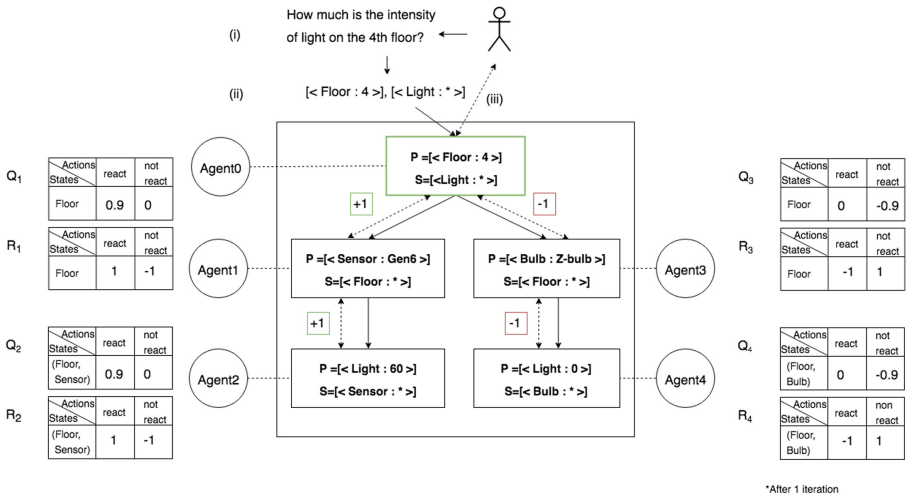 (i)
How much is the intensity
of light on the 4th floor?
(ii)
[< Floor : 4 >], [< Light : * >]
(iii)
Agent0
P =[< Floor : 4 >]
S=[<Light : * >]
+1
-1
Agent1
P =[< Sensor : Gen6 >]
S=[< Floor : * >]
P =[< Bulb : Z-bulb >]
S=[< Floor : * >]
Agent3
+1
-1
Agent2
P =[< Light : 60 >]
S=[< Sensor : * >]
P =[< Light : 0 >]
S=[< Bulb : * >]
Agent4
Q1
Actions
States
react
not
react
Floor
0.9
0
R1
Actions
States
react
not
react
Floor
1
-1
Q2
Actions
States
react
not
react
(Floor,
Sensor)
0.9
0
R2
Actions
States
react
not
react
(Floor,
Sensor)
1
-1
Q3
Actions
States
react
not
react
Floor
0
-0.9
R3
Actions
States
react
not
react
Floor
-1
1
Q4
Actions
States
react
not
react
(Floor,
Bulb)
0
-0.9
R4
Actions
States
react
non
react
(Floor,
Bulb)
-1
1
*After 1 iteration